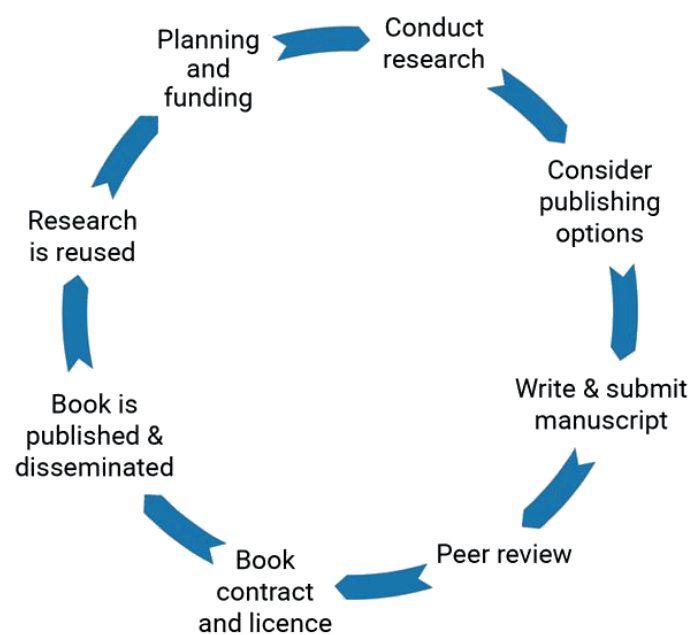 Planning
and
funding
Conduct
research
Consider
publishing
options
Write & submit
manuscript
Peer review
Book
contract
and licence
Book is
published &
disseminated
Research
is reused